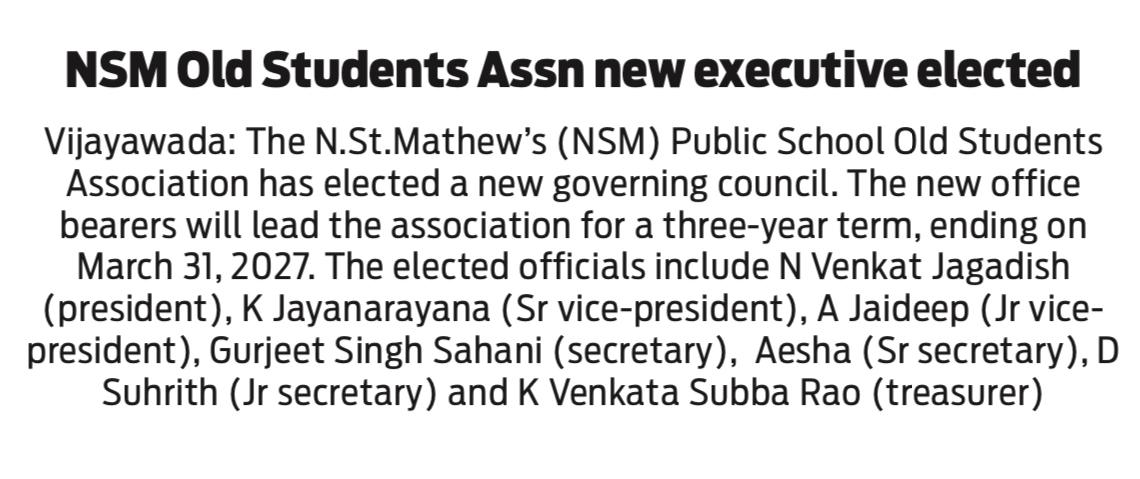 NSM Old Students Assn new executive elected
Vijayawada: The N.St.Mathew’s (NSM) Public School Old Students
Association has elected a new governing council. The new office
bearers will lead the association for a three-year term, ending on
March 31, 2027. The elected officials include N Venkat Jagadish
(president), K Jayanarayana (Sr vice-president), A Jaideep (Jr vice-
president), Gurjeet Singh Sahani (secretary),  Aesha (Sr secretary), D
Suhrith (Jr secretary) and K Venkata Subba Rao (treasurer)